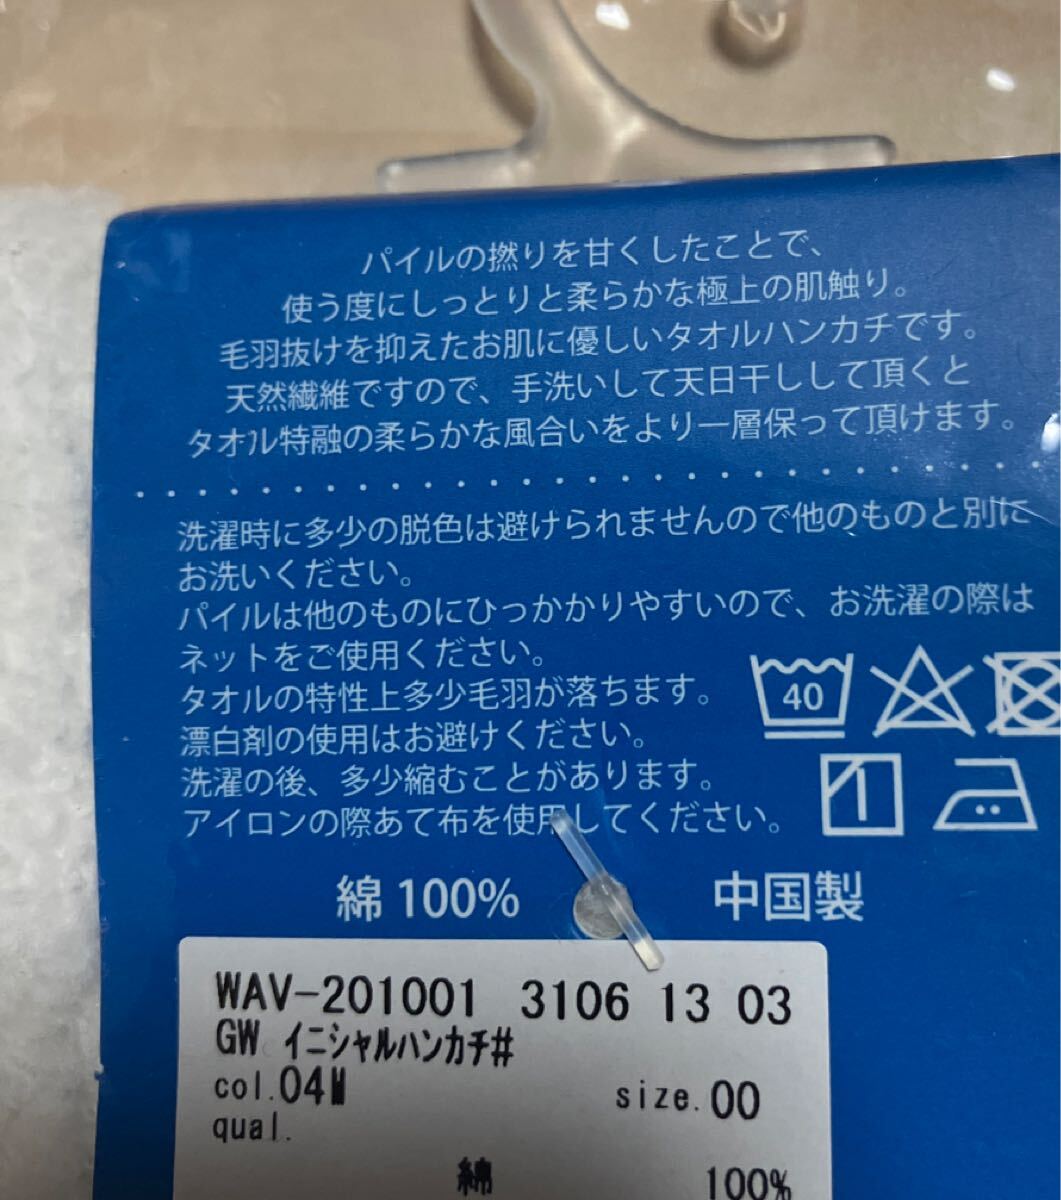 パイルの撚りを甘くしたことで、
使う度にしっとりと柔らかな極上の肌触り。
毛羽抜けを抑えたお肌に優しいタオルハンカチです。
天然繊維ですので、手洗いして天日干しして頂くと
タオル特融の柔らかな風合いをより一層保って頂けます。
洗濯時に多少の脱色は避けられませんので他のものと別に
お洗いください。
パイルは他のものにひっかかりやすいので、お洗濯の際は
ネットをご使用ください。
タオルの特性上多少毛羽が落ちます。
漂白剤の使用はお避けください。
洗濯の後、多少縮むことがあります。
アイロンの際あて布を使用してください。
40
綿 100% 中国製
WAV-201001 3106 13 03
GW イニシャルハンカチ#
col.04M size.00
qual.
綿 100%